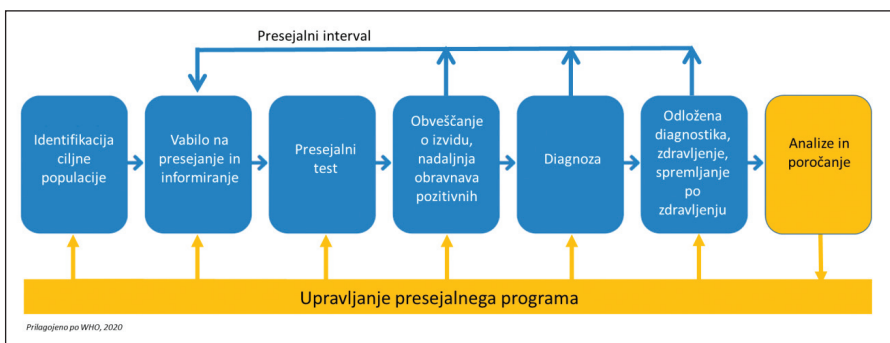 Presejalni interval
Identifikacija
ciljne
populacije
Vabilo na
presejanje in
informiranje
Presejalni
test
Obveščanje
o izvidu,
nadaljnja
obravnava
pozitivnih
Diagnoza
Odložena
diagnostika,
zdravljenje,
spremljanje
po
zdravljenju
Analize in
poročanje
Upravljanje presejalnega programa
Prilagojeno po WHO, 2020